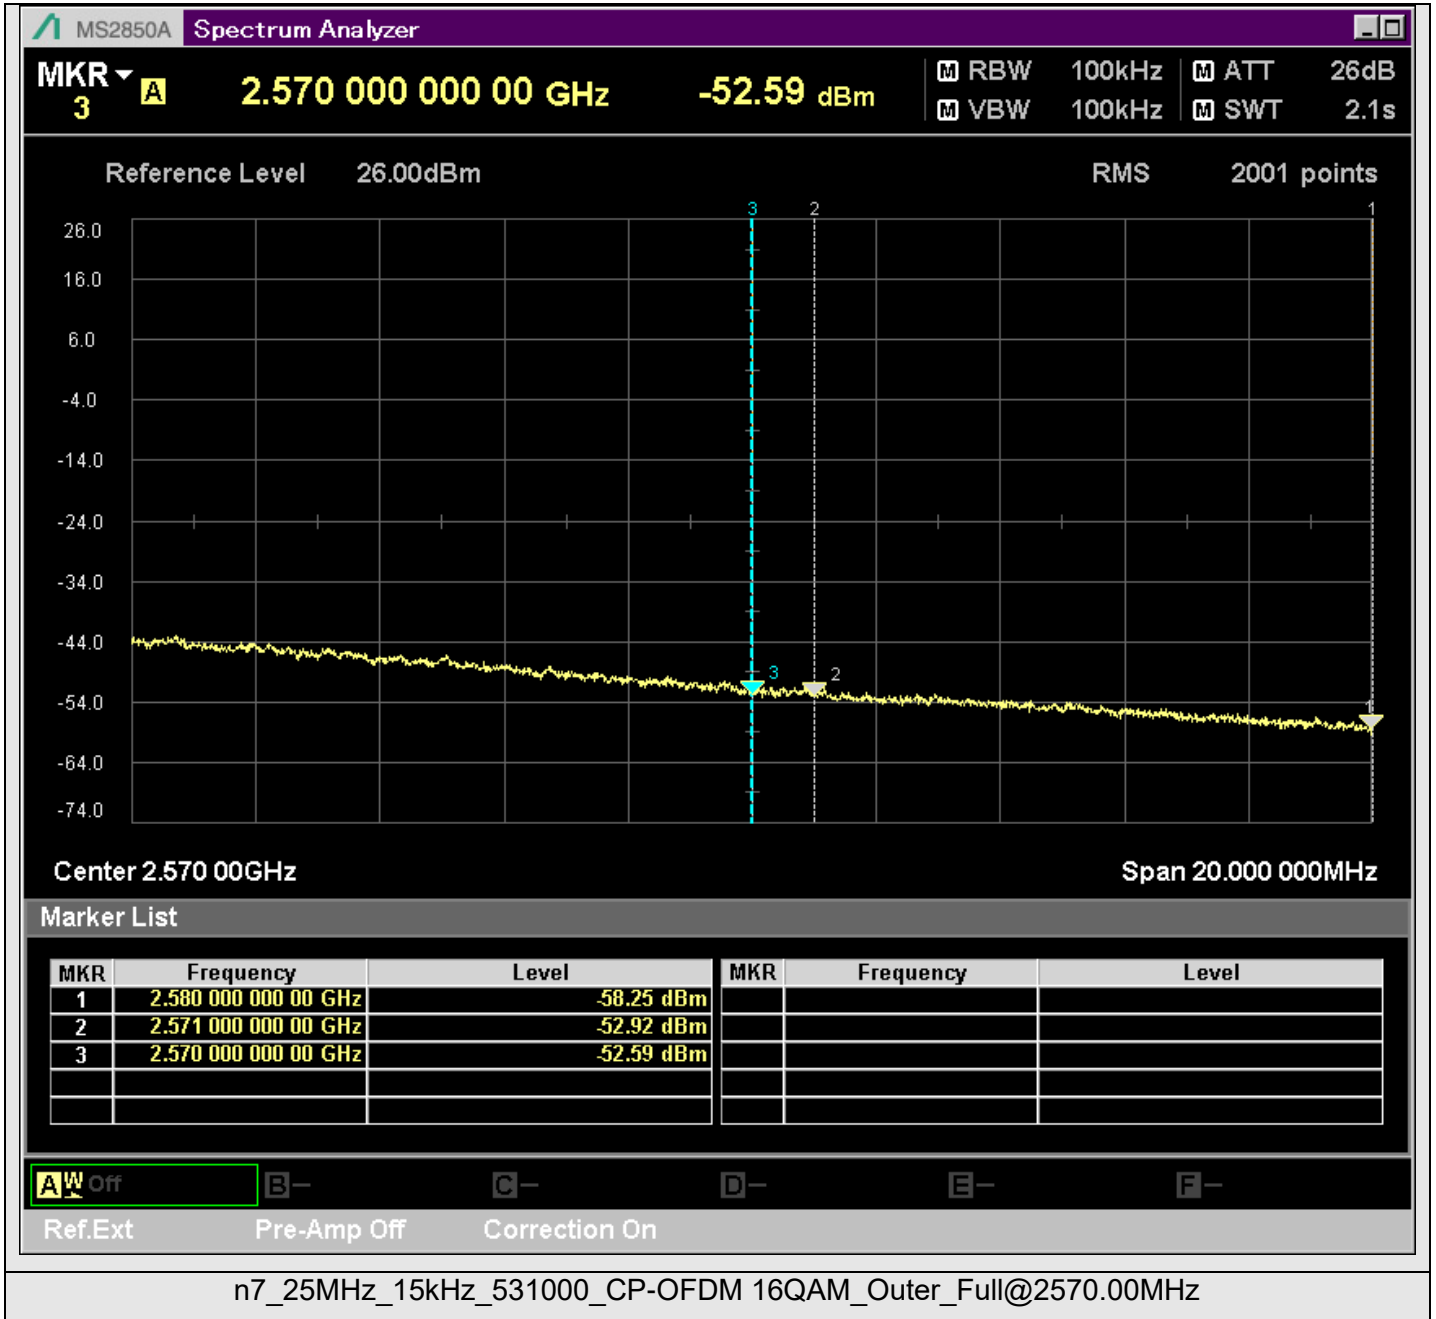 MS2850A Spectrum Analyzer
MKR A 2.570 000 000 00 GHz -52.59 dBm M RBW 100kHz M ATT 26dB
3 M VBW 100kHz M SWT 2.1s
Reference Level 26.00dBm RMS 2001 points
3 2 1
26.0
16.0
6.0
-4.0
-14.0
-24.0
-34.0
-44.0
3 2
-54.0
1
-64.0
-74.0
Center 2.570 00GHz Span 20.000 000MHz
Marker List
MKR Frequency Level MKR Frequency Level
1 2.580 000 000 00 GHz -58.25 dBm
2 2.571 000 000 00 GHz -52.92 dBm
3 2.570 000 000 00 GHz -52.59 dBm
A W Off B- C- D- E- F-
Ref.Ext Pre-Amp Off Correction On
n7_25MHz_15kHz_531000_CP-OFDM 16QAM_Outer_Full@2570.00MHz